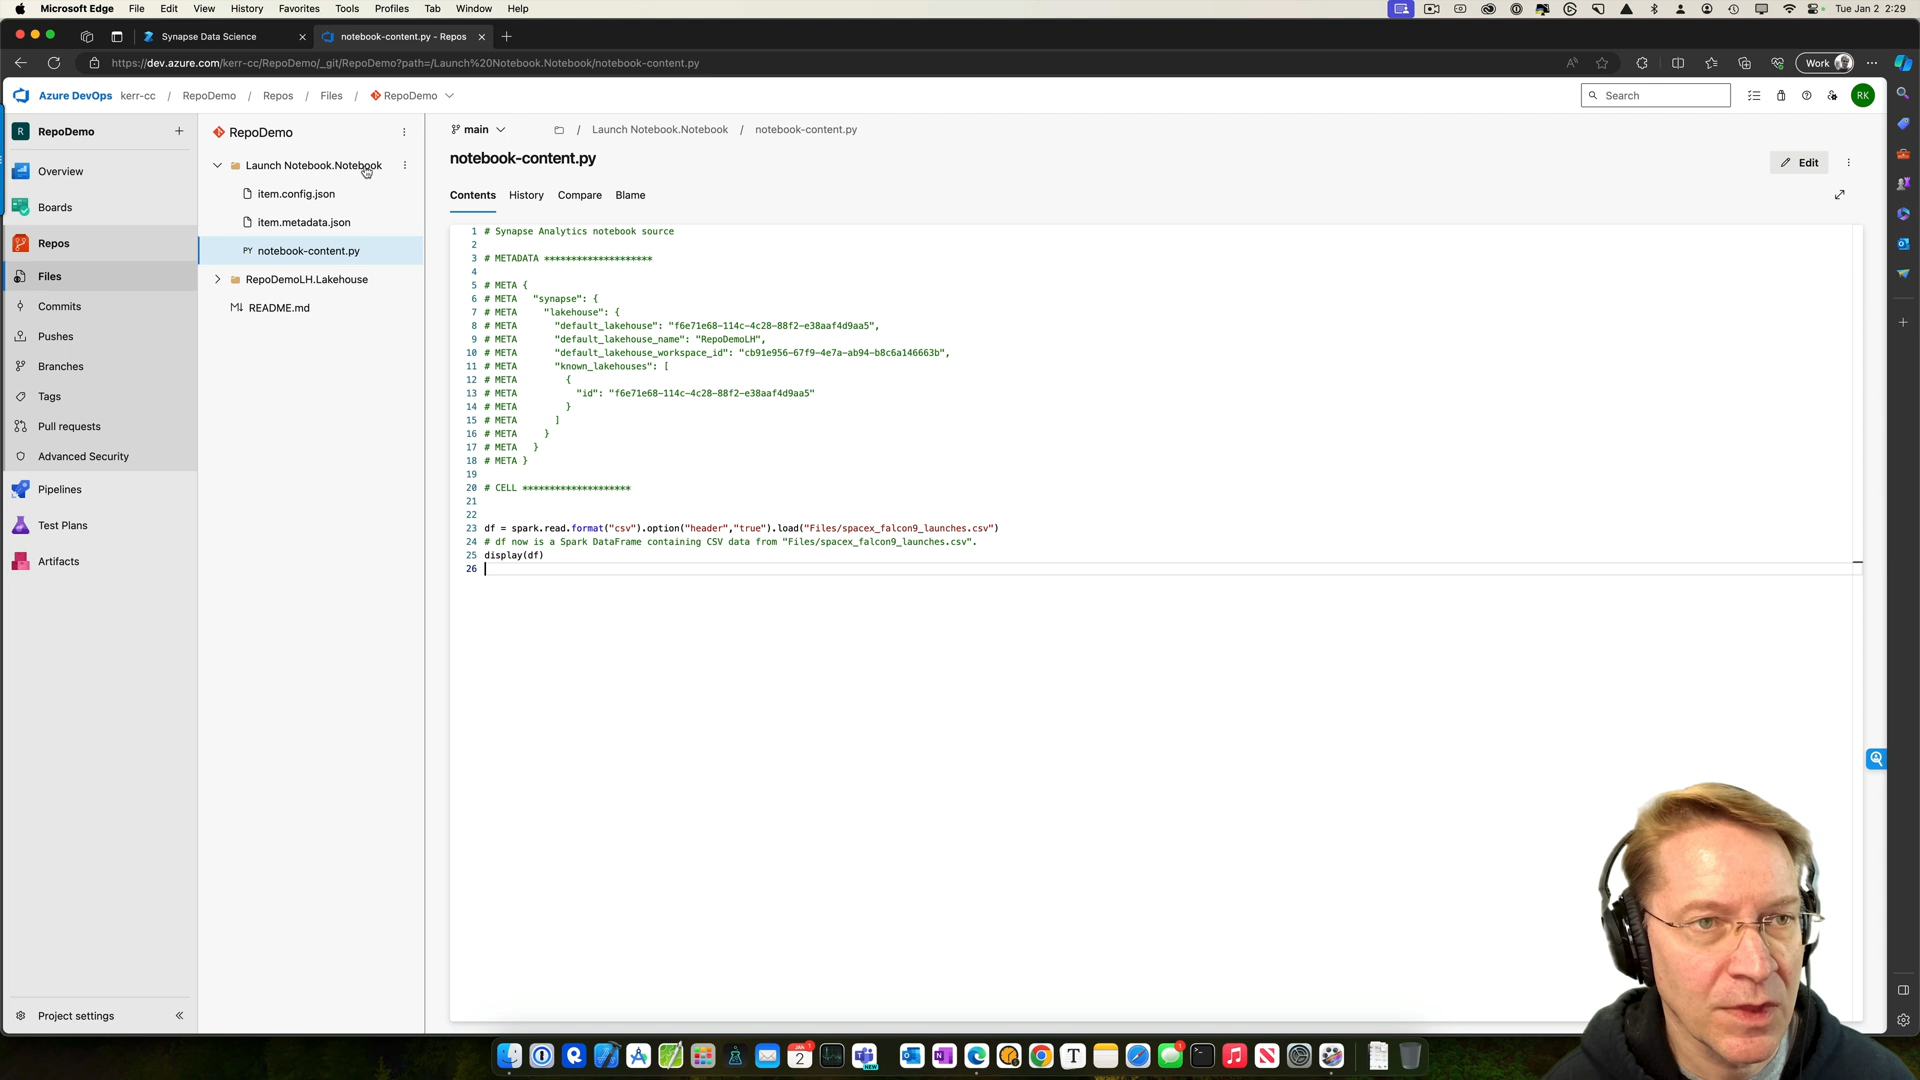 Microsoft Edge File Edit View History Favorites Tools Profiles Tab Window Help Tue Jan 2 2:29
Synapse Data Science
notebook-content.py - Repos
https://dev.azure.com/kerr-cc/RepoDemo/_git/RepoDemo?path=/Launch%20Notebook.Notebook/notebook-content.py
Work
Azure DevOps kerr-cc / RepoDemo / Repos / Files / RepoDemo
Search
RK
R RepoDemo
Overview
Boards
Repos
Files
Commits
Pushes
Branches
Tags
Pull requests
Advanced Security
Pipelines
Test Plans
Artifacts
Project settings
RepoDemo
Launch Notebook.Notebook
item.config.json
item.metadata.json
PY notebook-content.py
RepoDemoLH.Lakehouse
README.md
main / Launch Notebook.Notebook / notebook-content.py
notebook-content.py
Edit
Contents History Compare Blame
1 # Synapse Analytics notebook source
2
3 # METADATA ********************
4
5 # META {
6 # META "synapse": {
7 # META "lakehouse": {
8 # META "default_lakehouse": "f6e71e68-114c-4c28-88f2-e38aaf4d9aa5",
9 # META "default_lakehouse_name": "RepoDemoLH",
10 # META "default_lakehouse_workspace_id": "cb91e956-67f9-4e7a-ab94-b8c6a146663b",
11 # META "known_lakehouses": [
12 # META {
13 # META "id": "f6e71e68-114c-4c28-88f2-e38aaf4d9aa5"
14 # META }
15 # META ]
16 # META }
17 # META }
18 # META }
19
20 # CELL ********************
21
22
23 df = spark.read.format("csv").option("header","true").load("Files/spacex_falcon9_launches.csv")
24 # df now is a Spark DataFrame containing CSV data from "Files/spacex_falcon9_launches.csv".
25 display(df)
26